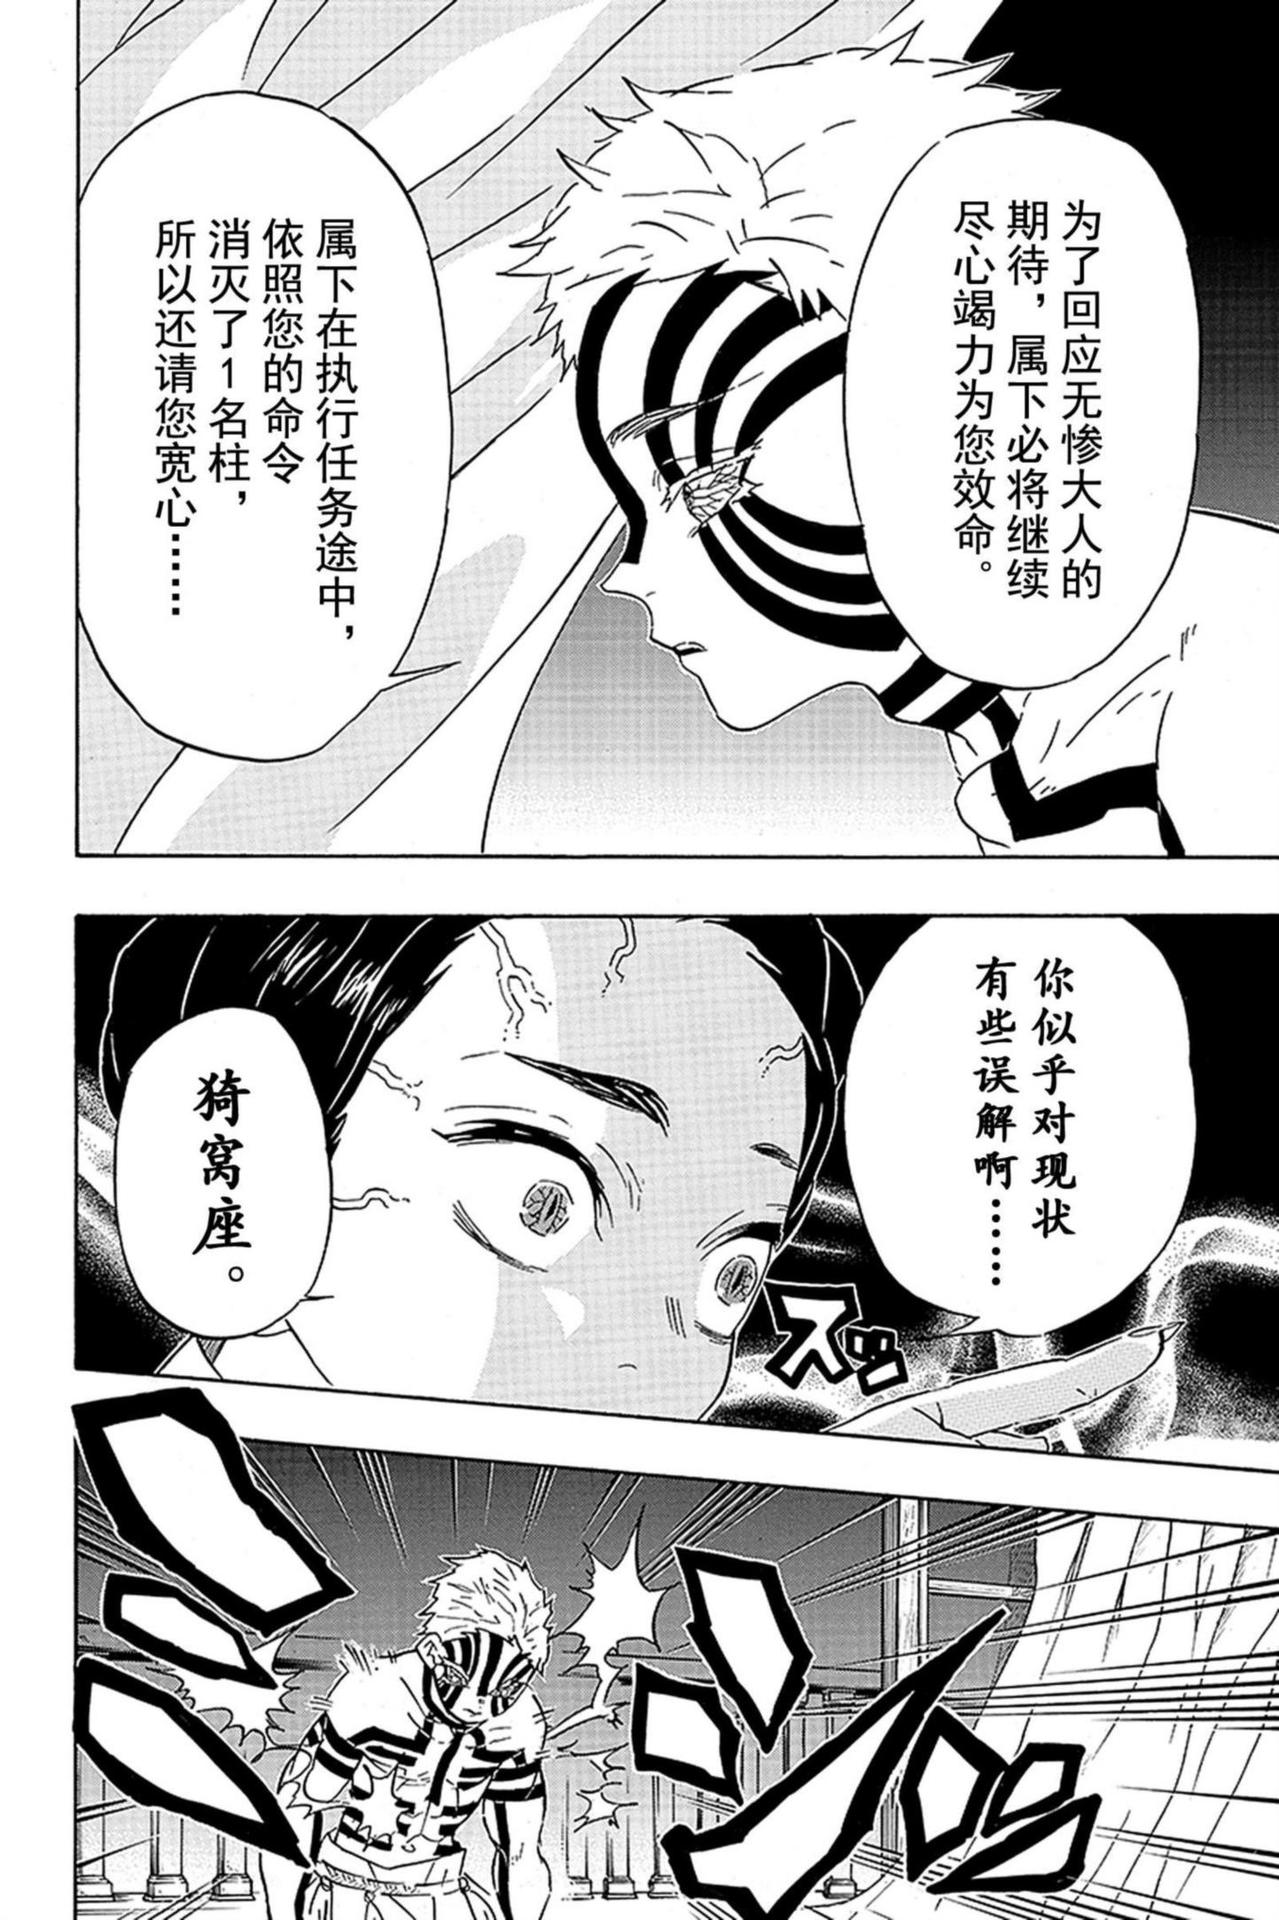 为了回应无惨大人的
期待，属下必将继续
尽心竭力为您效命。
属下在执行任务途中，
依照您的命令
消灭了1名柱，
所以还请您宽心……
你似乎对现状
有些误解啊……
猗窝座。
ズ